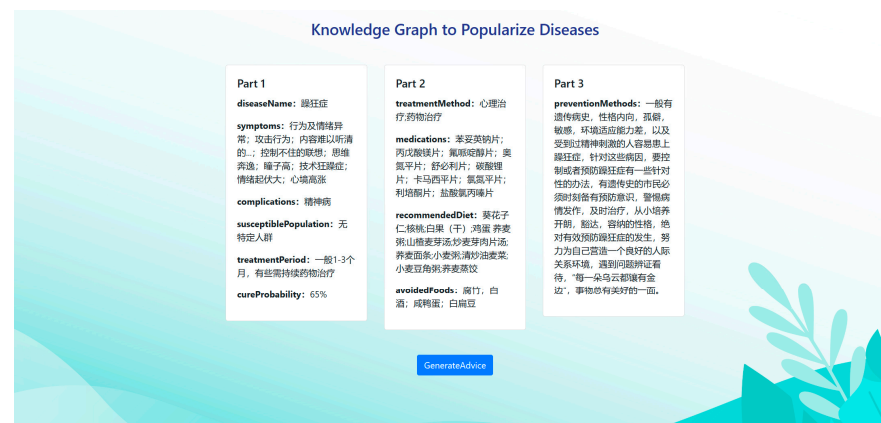 Knowledge Graph to Popularize Diseases
Part 1
diseaseName: 躁狂症
symptoms: 行为及情绪异
常; 攻击行为; 内容难以听清
的...; 控制不住的联想; 思维
奔逸; 瞳子高; 技术狂躁症;
情绪起伏大; 心境高涨
complications: 精神病
susceptiblePopulation: 无
特定人群
treatmentPeriod: 一般1-3个
月, 有些需持续药物治疗
cureProbability: 65%
Part 2
treatmentMethod: 心理治
疗;药物治疗
medications: 苯妥英钠片;
丙戊酸镁片; 氟哌啶醇片; 奥
氮平片; 舒必利片; 碳酸锂
片; 卡马西平片; 氯氮平片;
利培酮片; 盐酸氯丙嗪片
recommendedDiet: 葵花子
仁;核桃;白果（干）;鸡蛋 荞麦
粥;山楂麦芽汤;炒麦芽肉片汤;
荞麦面条;小麦粥;清炒油麦菜;
小麦豆角粥;荞麦蒸饺
avoidedFoods: 腐竹, 白
酒; 咸鸭蛋; 白扁豆
Part 3
preventionMethods: 一般有
遗传病史, 性格内向, 孤僻,
敏感, 环境适应能力差, 以及
受到过精神刺激的人容易患上
躁狂症, 针对这些病因, 要控
制或者预防躁狂症有一些针对
性的办法, 有遗传史的市民必
须时刻备有预防意识, 警惕病
情发作, 及时治疗, 从小培养
开朗, 豁达, 容纳的性格, 绝
对有效预防躁狂症的发生, 努
力为自己营造一个良好的人际
关系环境, 遇到问题辨证看
待, "每一朵乌云都镶有金
边", 事物总有美好的一面。
GenerateAdvice